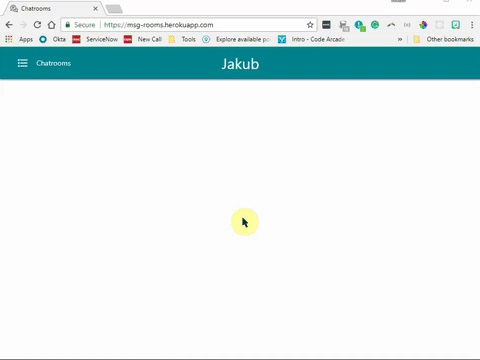 Chatrooms
Secure https://msg-rooms.herokuapp.com
Apps Okta ServiceNow New Call Tools Explore available po Intro - Code Arcade » Other bookmarks
Chatrooms Jakub